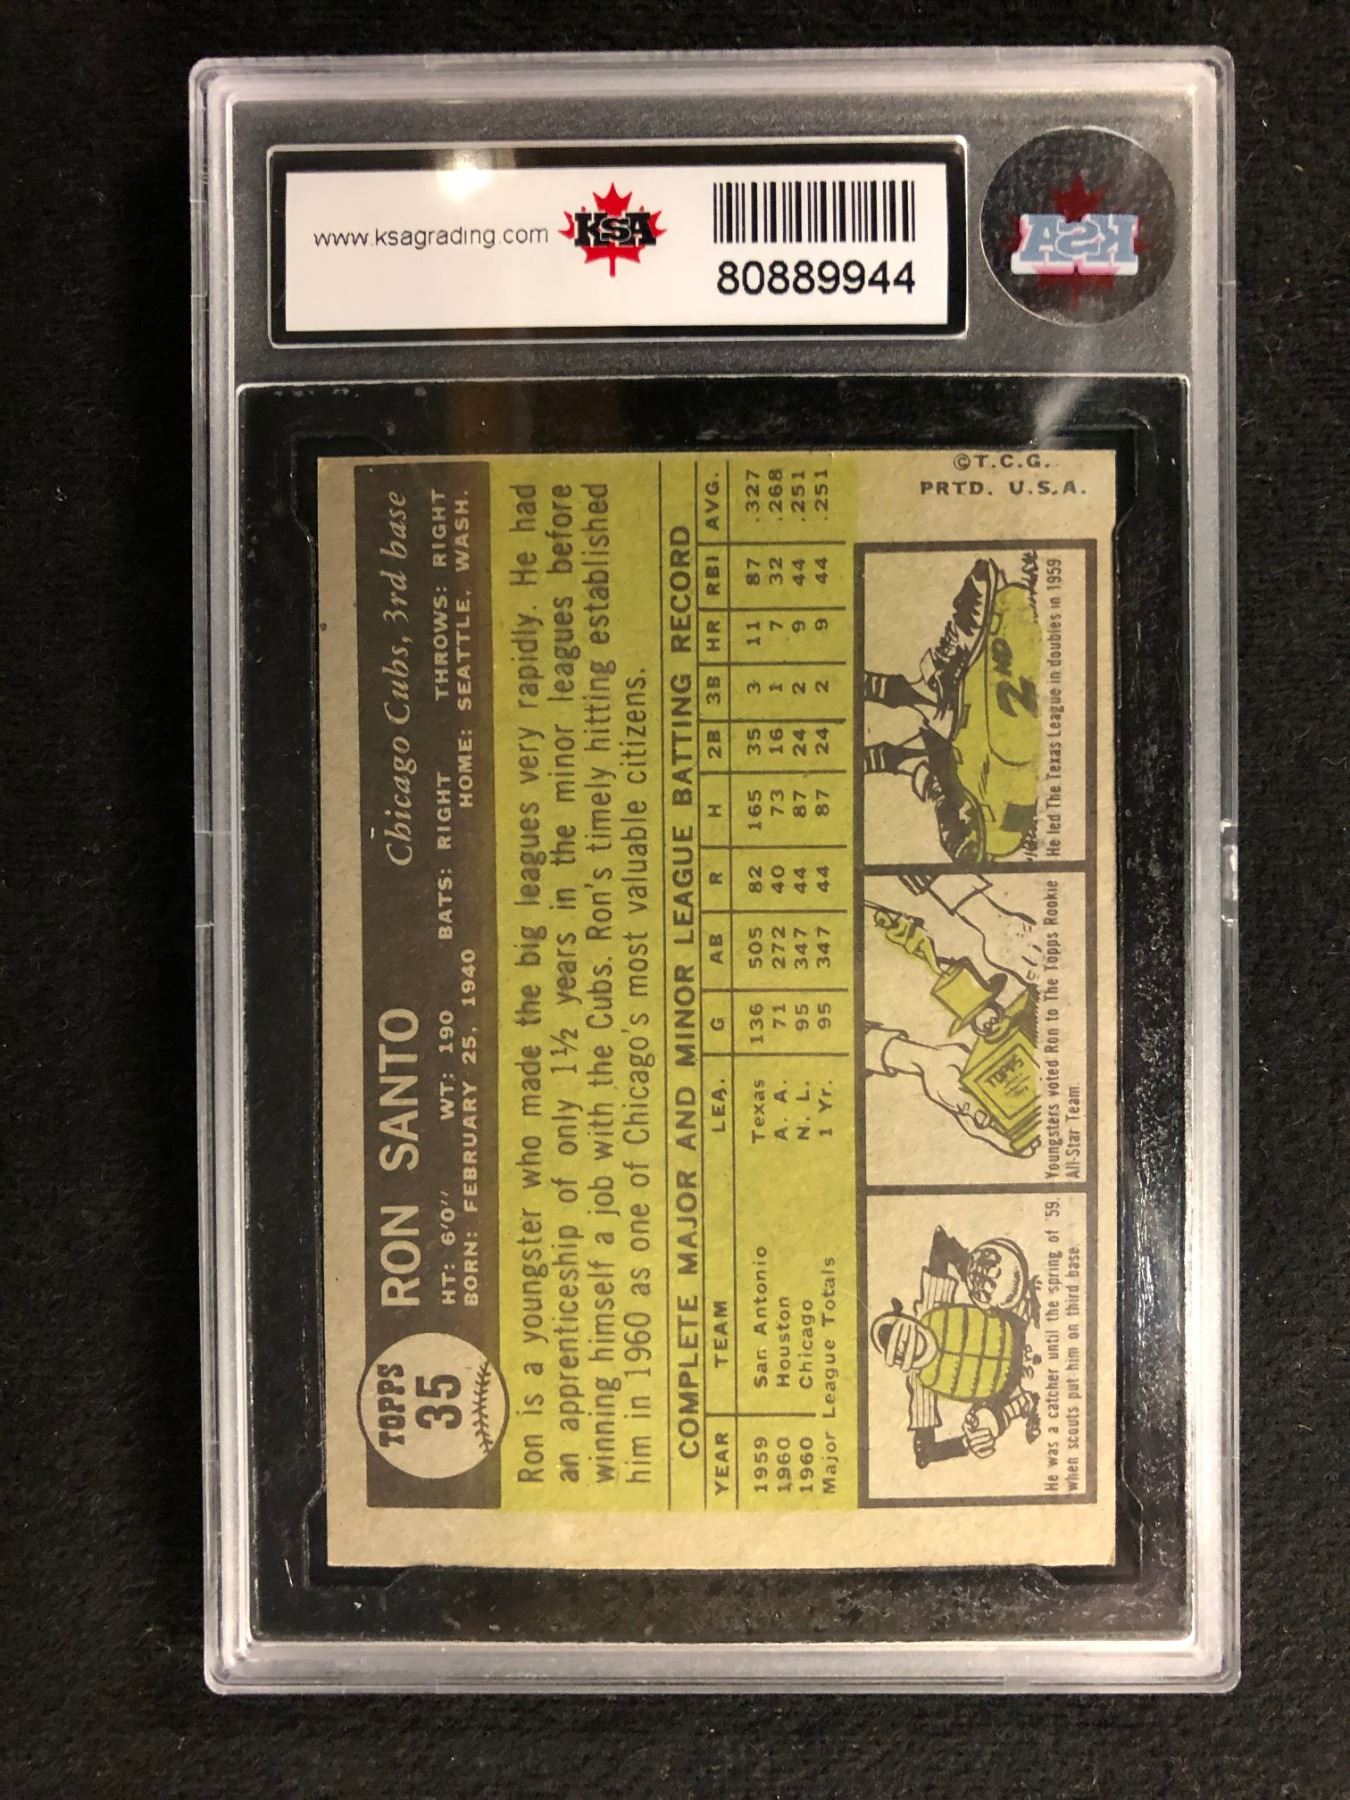 www.ksagrading.com
KSA
80889944
KSA
TOPPS
35
RON SANTO
Chicago Cubs, 3rd base
HT: 6'0" WT: 190 BATS: RIGHT THROWS: RIGHT
BORN: FEBRUARY 25, 1940 HOME: SEATTLE, WASH.
Ron is a youngster who made the big leagues very rapidly. He had
an apprenticeship of only 1½ years in the minor leagues before
winning himself a job with the Cubs. Ron's timely hitting established
him in 1960 as one of Chicago's most valuable citizens.
COMPLETE MAJOR AND MINOR LEAGUE BATTING RECORD
YEAR TEAM LEA. G AB R H 2B 3B HR RBI AVG.
1959 San Antonio Texas 136 505 82 165 35 3 11 87 .327
1960 Houston A. A. 71 272 40 73 16 1 7 32 .268
1960 Chicago N. L. 95 347 44 87 24 2 9 44 .251
Major League Totals 1 Yr. 95 347 44 87 24 2 9 44 .251
3rd
He was a catcher until the spring of '59.
when scouts put him on third base.
TOPPS
Youngsters voted Ron to The Topps Rookie
All-Star Team.
2ND
He led The Texas League in doubles in 1959.
©T.C.G.
PRTD. U.S.A.